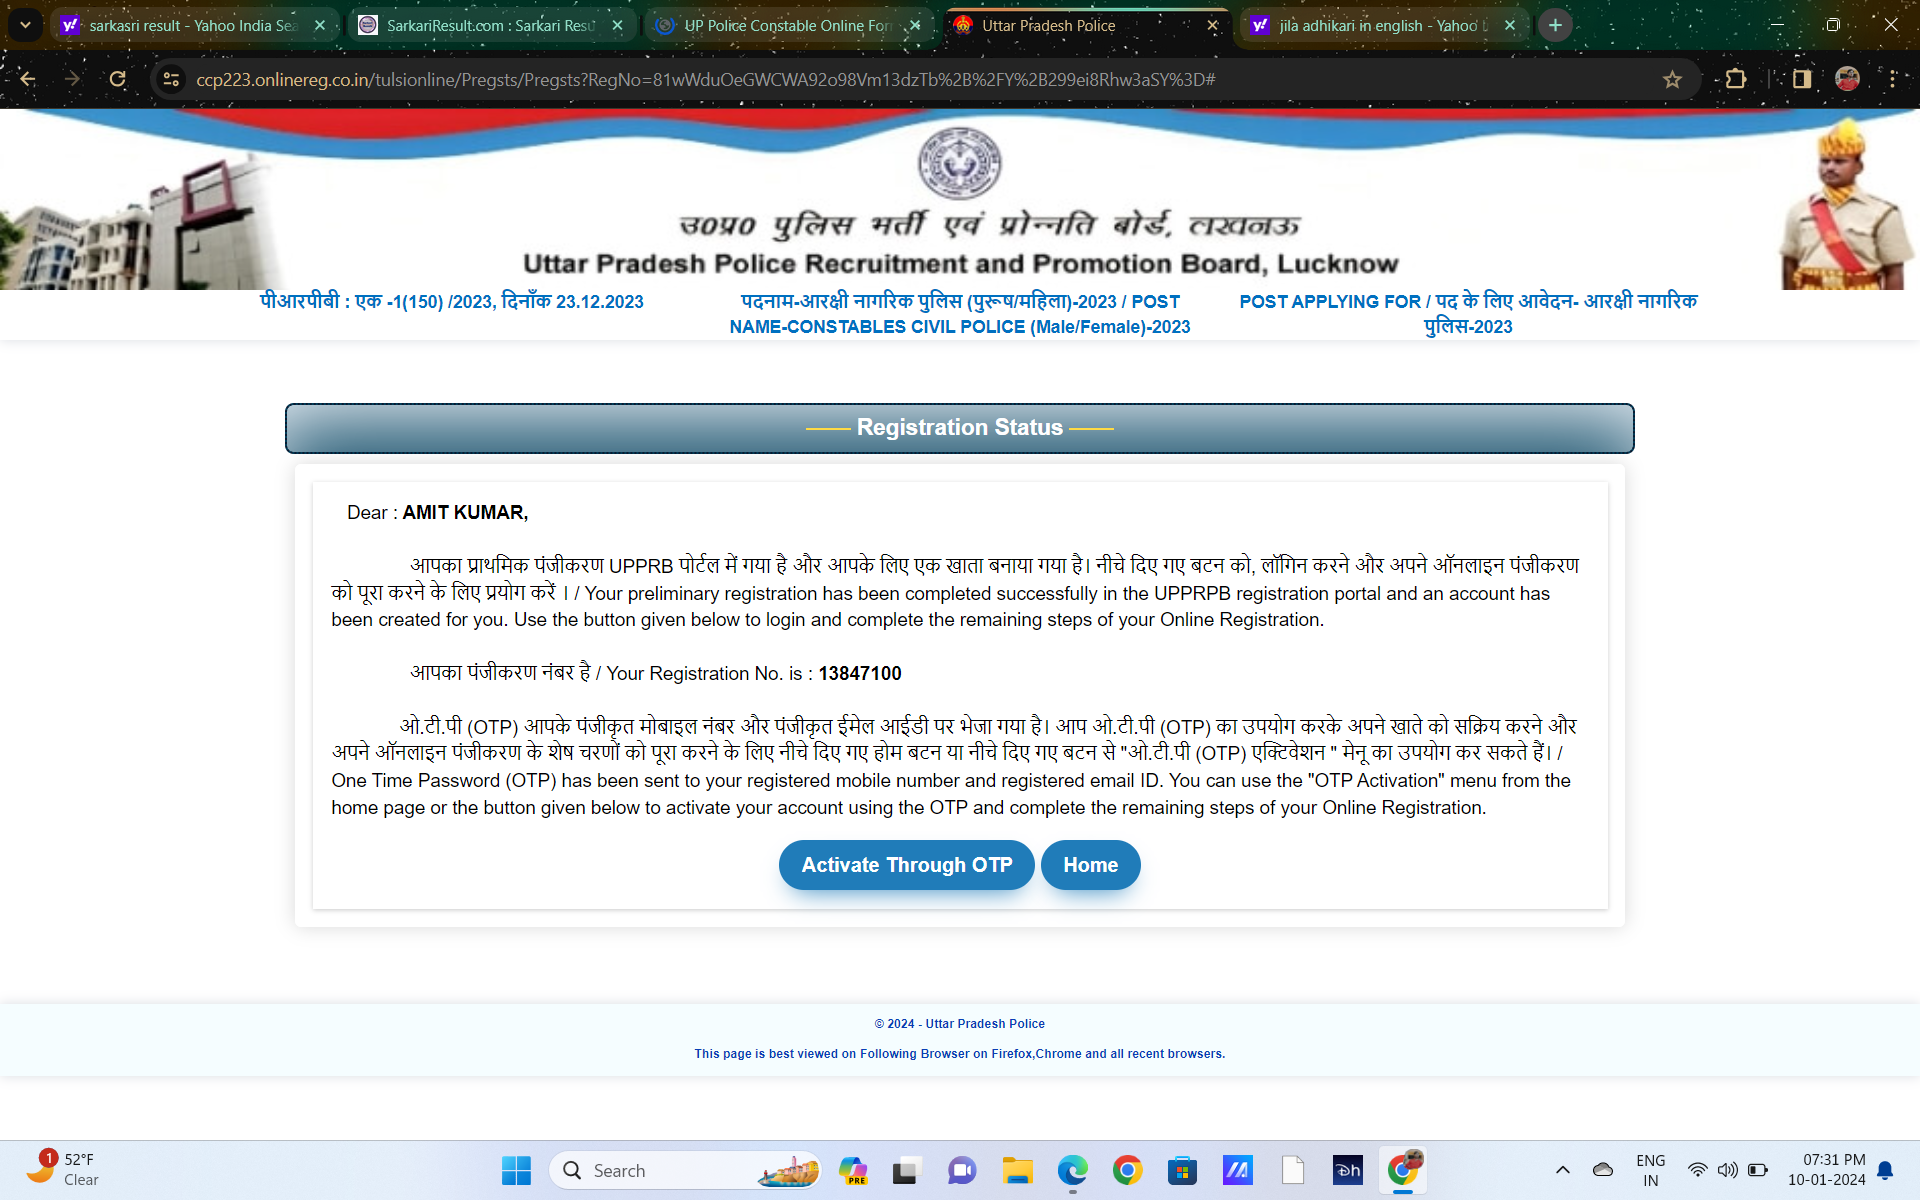 sarkasri result - Yahoo India Sea
SarkariResult.com : Sarkari Resu
UP Police Constable Online For
Uttar Pradesh Police
jila adhikari in english - Yahoo
ccp223.onlinereg.co.in/tulsionline/Pregsts/Pregsts?RegNo=81wWduOeGWCWA92o98Vm13dzTb%2B%2FY%2B299ei8Rhw3aSY%3D#
उ0प्र0 पुलिस भर्ती एवं प्रोन्नति बोर्ड, लखनऊ
Uttar Pradesh Police Recruitment and Promotion Board, Lucknow
पीआरपीबी : एक -1(150) /2023, दिनाँक 23.12.2023
पदनाम-आरक्षी नागरिक पुलिस (पुरूष/महिला)-2023 / POST
NAME-CONSTABLES CIVIL POLICE (Male/Female)-2023
POST APPLYING FOR / पद के लिए आवेदन- आरक्षी नागरिक
पुलिस-2023
Registration Status
Dear : AMIT KUMAR,
आपका प्राथमिक पंजीकरण UPPRB पोर्टल में गया है और आपके लिए एक खाता बनाया गया है। नीचे दिए गए बटन को, लॉगिन करने और अपने ऑनलाइन पंजीकरण
को पूरा करने के लिए प्रयोग करें । / Your preliminary registration has been completed successfully in the UPPRPB registration portal and an account has
been created for you. Use the button given below to login and complete the remaining steps of your Online Registration.
आपका पंजीकरण नंबर है / Your Registration No. is : 13847100
ओ.टी.पी (OTP) आपके पंजीकृत मोबाइल नंबर और पंजीकृत ईमेल आईडी पर भेजा गया है। आप ओ.टी.पी (OTP) का उपयोग करके अपने खाते को सक्रिय करने और
अपने ऑनलाइन पंजीकरण के शेष चरणों को पूरा करने के लिए नीचे दिए गए होम बटन या नीचे दिए गए बटन से "ओ.टी.पी (OTP) एक्टिवेशन " मेनू का उपयोग कर सकते हैं। /
One Time Password (OTP) has been sent to your registered mobile number and registered email ID. You can use the "OTP Activation" menu from the
home page or the button given below to activate your account using the OTP and complete the remaining steps of your Online Registration.
Activate Through OTP
Home
© 2024 - Uttar Pradesh Police
This page is best viewed on Following Browser on Firefox,Chrome and all recent browsers.
1
52°F
Clear
Search
PRE
ENG
IN
07:31 PM
10-01-2024